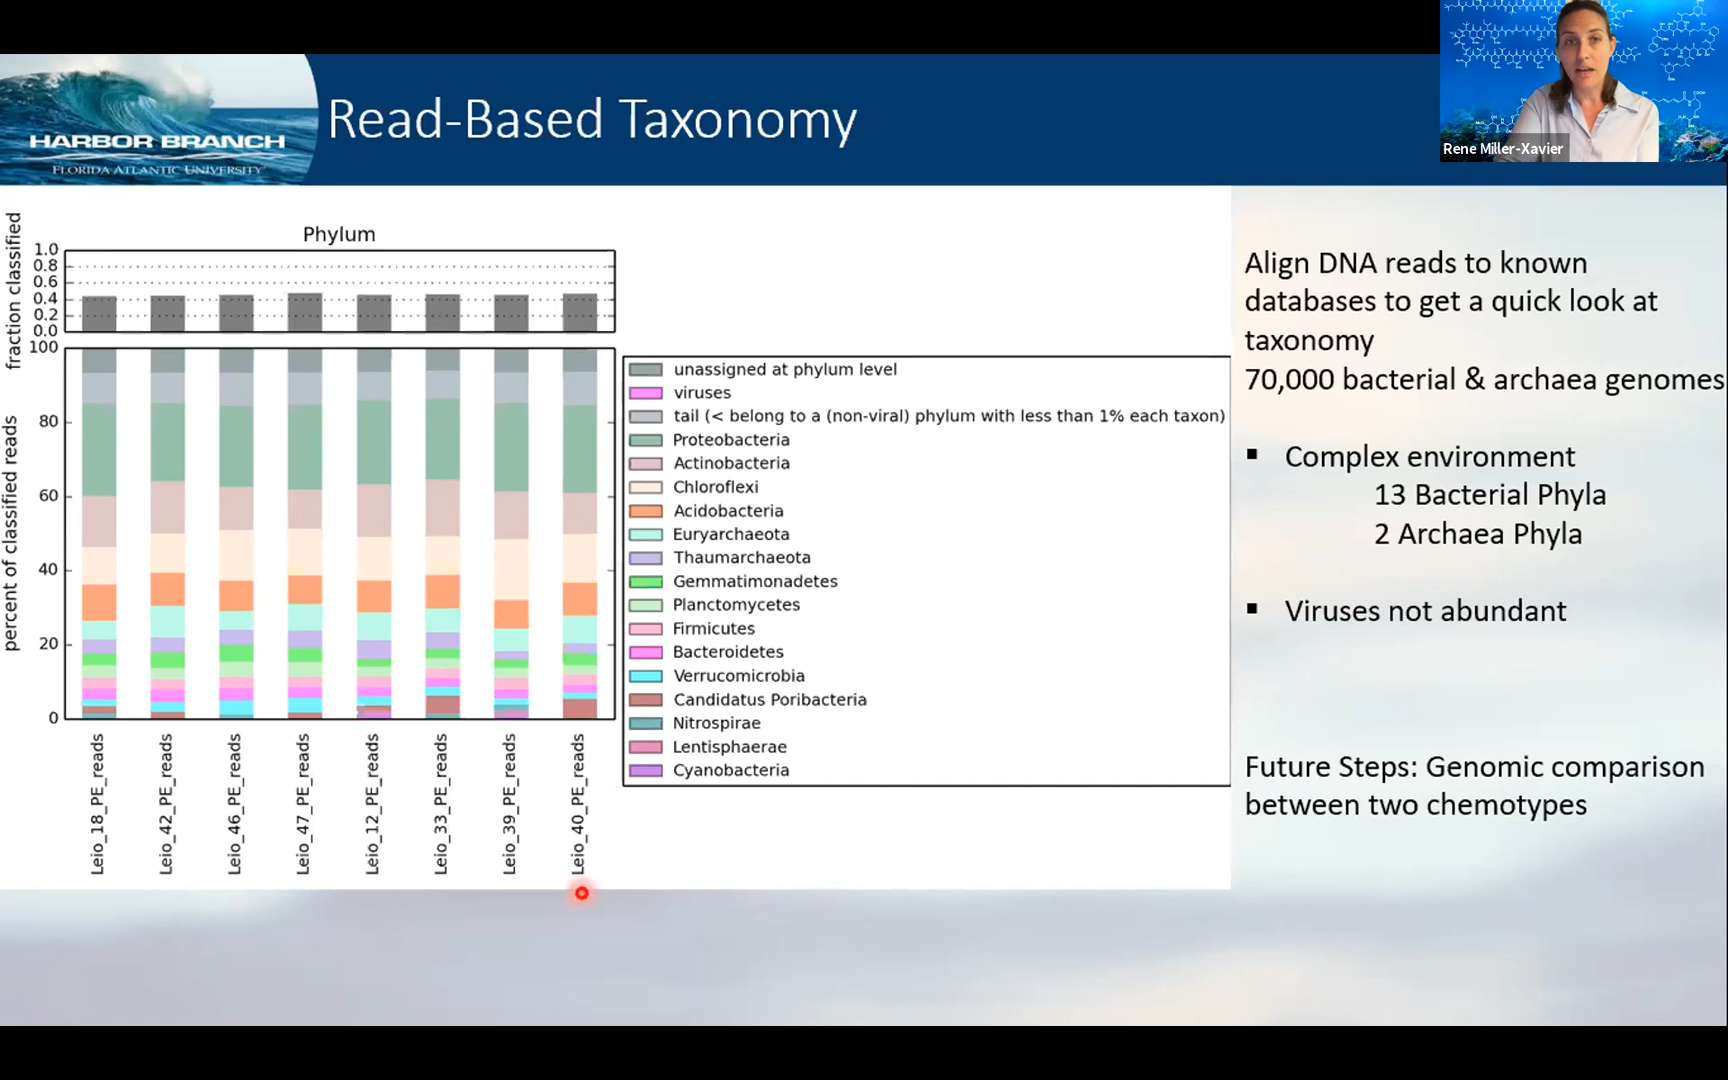 HARBOR BRANCH
FLORIDA ATLANTIC UNIVERSITY
Read-Based Taxonomy
Rene Miller-Xavier
Phylum
fraction classified
1.0
0.8
0.6
0.4
0.2
0.0
percent of classified reads
100
80
60
40
20
0
Leio_18_PE_reads
Leio_42_PE_reads
Leio_46_PE_reads
Leio_47_PE_reads
Leio_12_PE_reads
Leio_33_PE_reads
Leio_39_PE_reads
Leio_40_PE_reads
unassigned at phylum level
viruses
tail (< belong to a (non-viral) phylum with less than 1% each taxon)
Proteobacteria
Actinobacteria
Chloroflexi
Acidobacteria
Euryarchaeota
Thaumarchaeota
Gemmatimonadetes
Planctomycetes
Firmicutes
Bacteroidetes
Verrucomicrobia
Candidatus Poribacteria
Nitrospirae
Lentisphaerae
Cyanobacteria
Align DNA reads to known
databases to get a quick look at
taxonomy
70,000 bacterial & archaea genomes
▪ Complex environment
13 Bacterial Phyla
2 Archaea Phyla
▪ Viruses not abundant
Future Steps: Genomic comparison
between two chemotypes